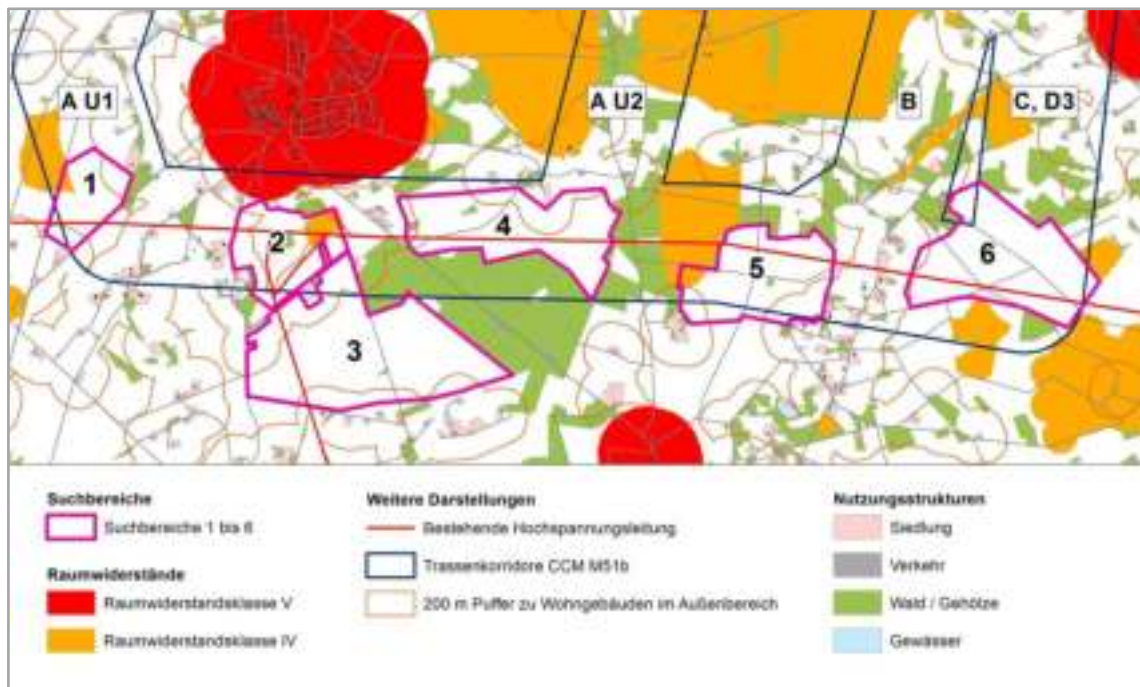 A U1
A U2
B
C, D3
1
2
3
4
5
6
Suchbereiche
Suchbereiche 1 bis 6
Raumwiderstände
Raumwiderstandsklasse V
Raumwiderstandsklasse IV
Weitere Darstellungen
Bestehende Hochspannungsleitung
Trassenkorridore CCM M51b
200 m Puffer zu Wohngebäuden im Außenbereich
Nutzungsstrukturen
Siedlung
Verkehr
Wald / Gehölze
Gewässer